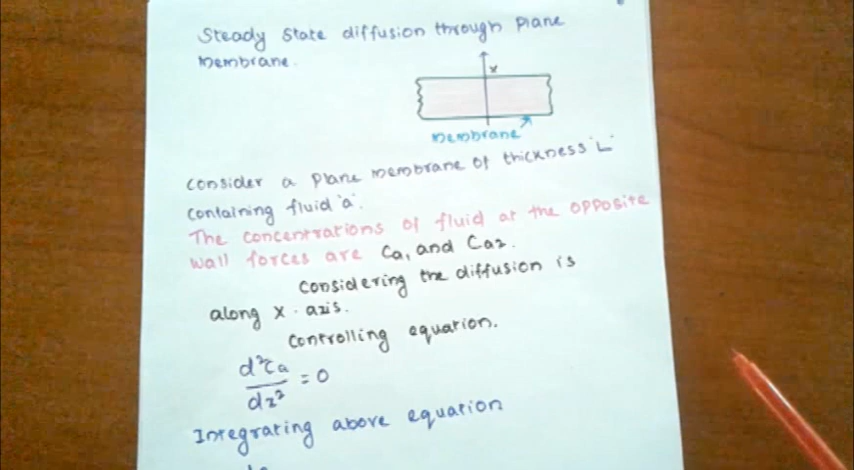 Steady State diffusion through plane
membrane.
x
membrane
Consider a plane membrane of thickness 'L'
containing fluid 'a'.
The concentrations of fluid at the opposite
wall forces are Ca1 and Ca2.
Considering the diffusion is
along x-axis.
Controlling equation.
d²Ca
/dx² = 0
Integrating above equation